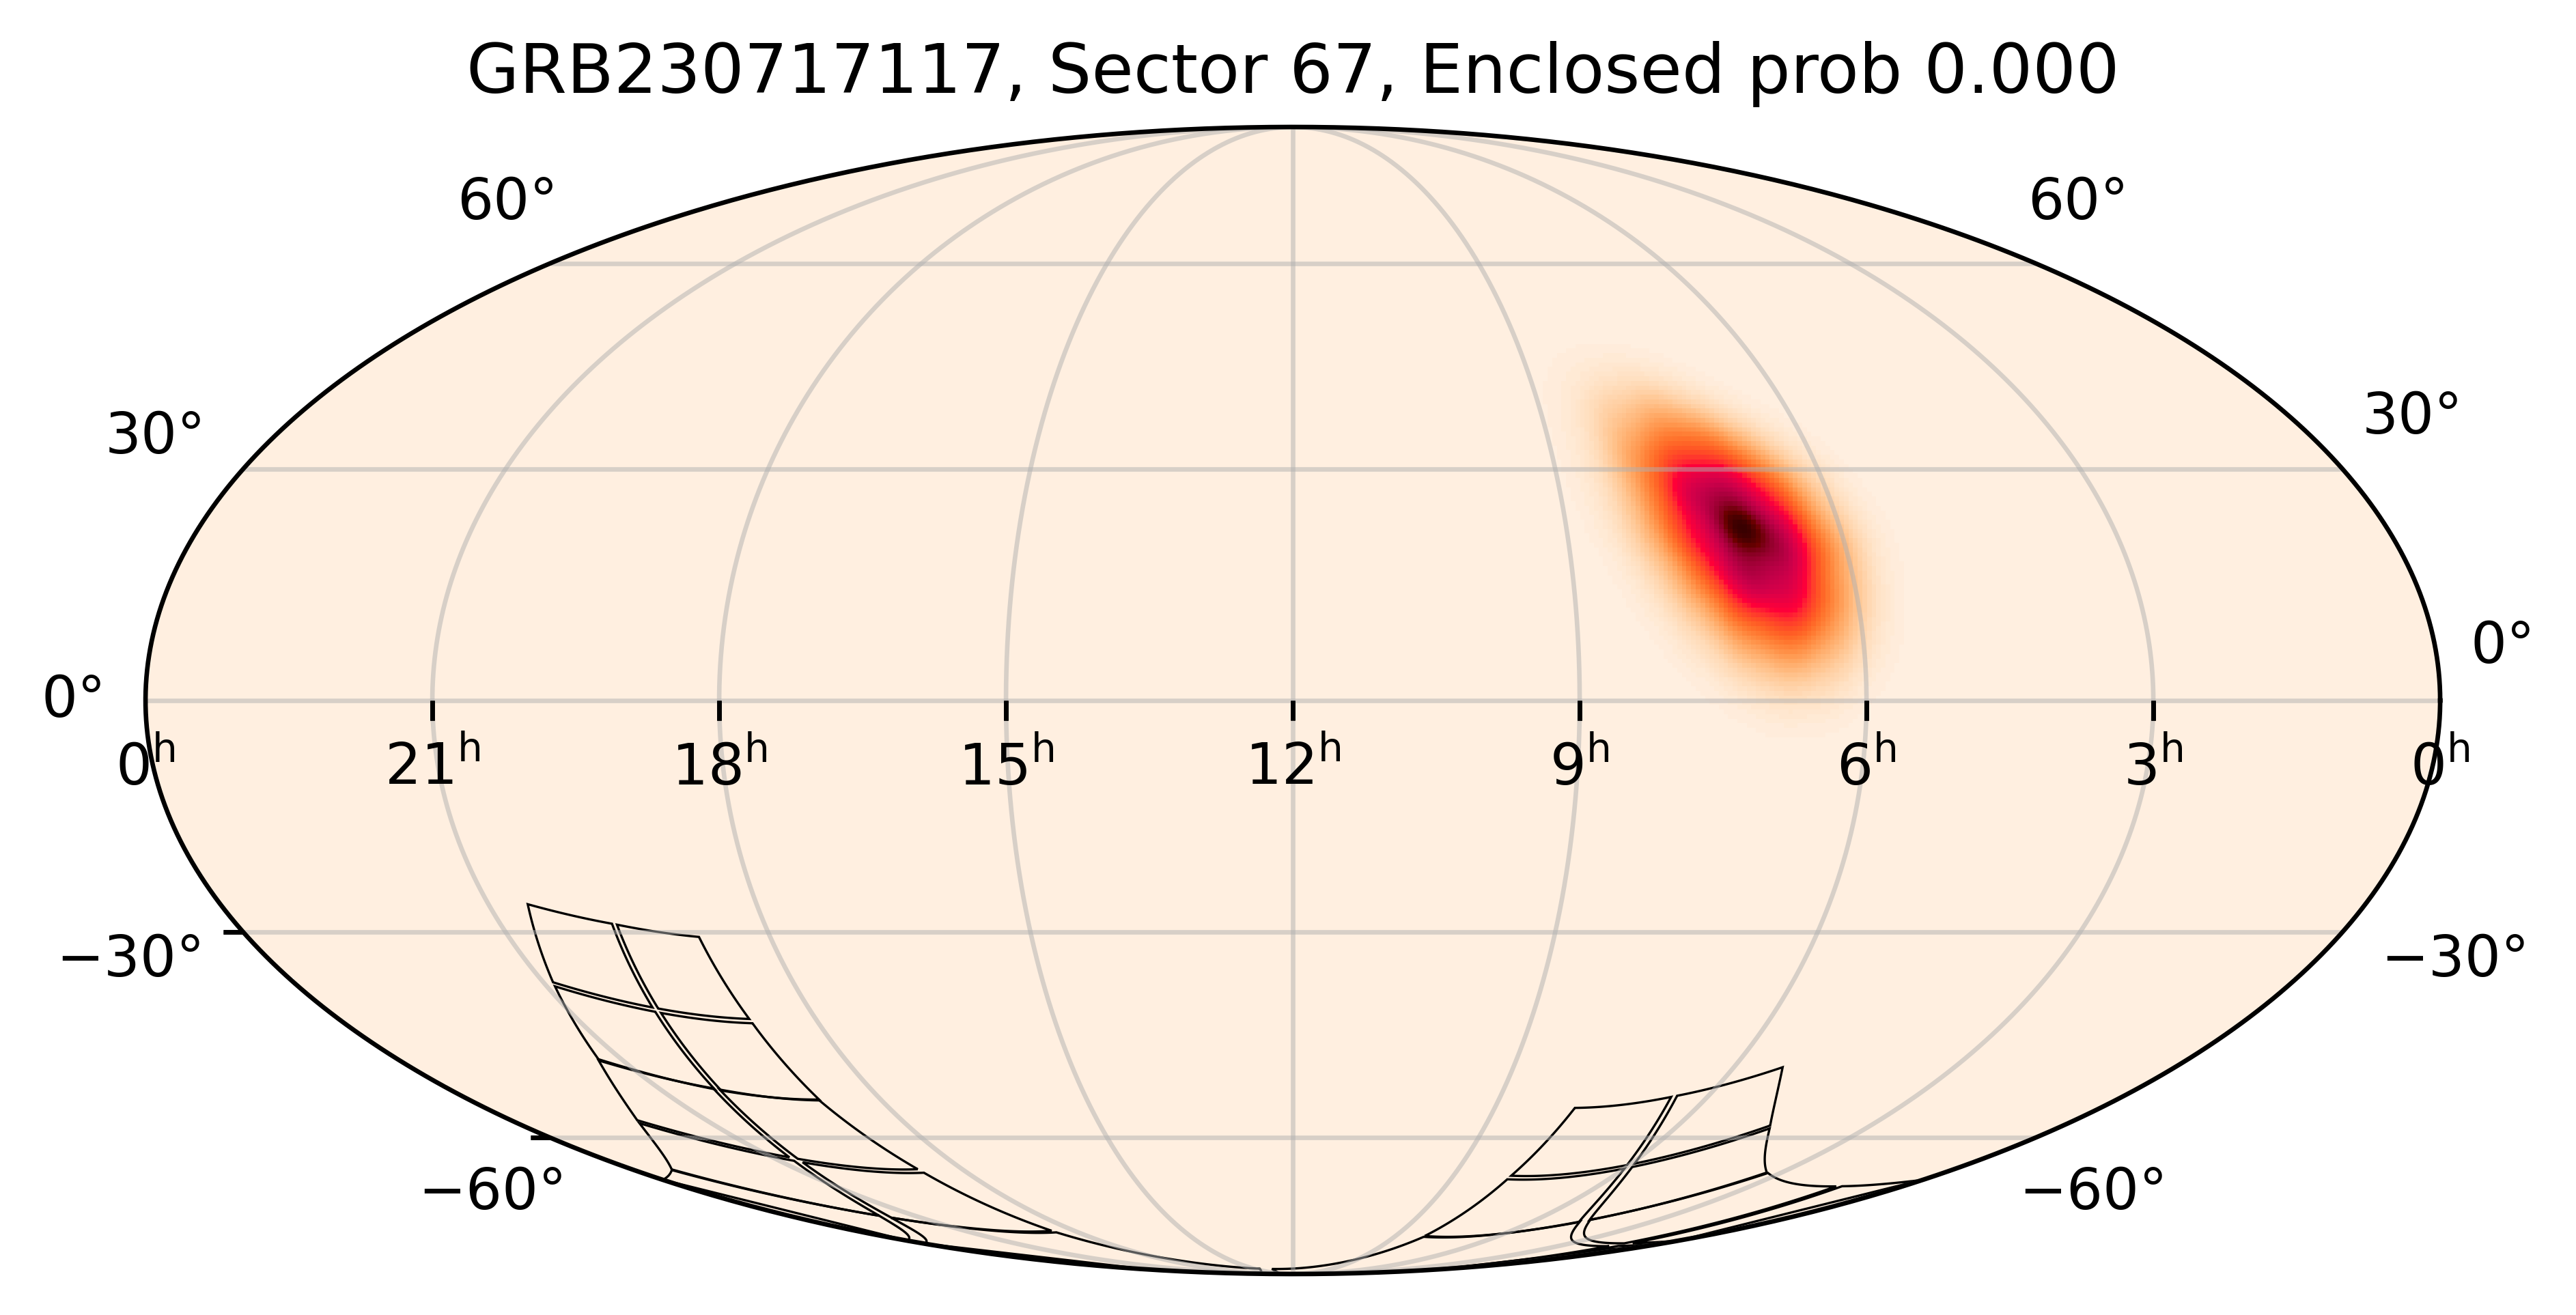 GRB230717117, Sector 67, Enclosed prob 0.000
60° 60°
30° 30°
0° 0°
0ʰ 21ʰ 18ʰ 15ʰ 12ʰ 9ʰ 6ʰ 3ʰ 0ʰ
−30° −30°
−60° −60°